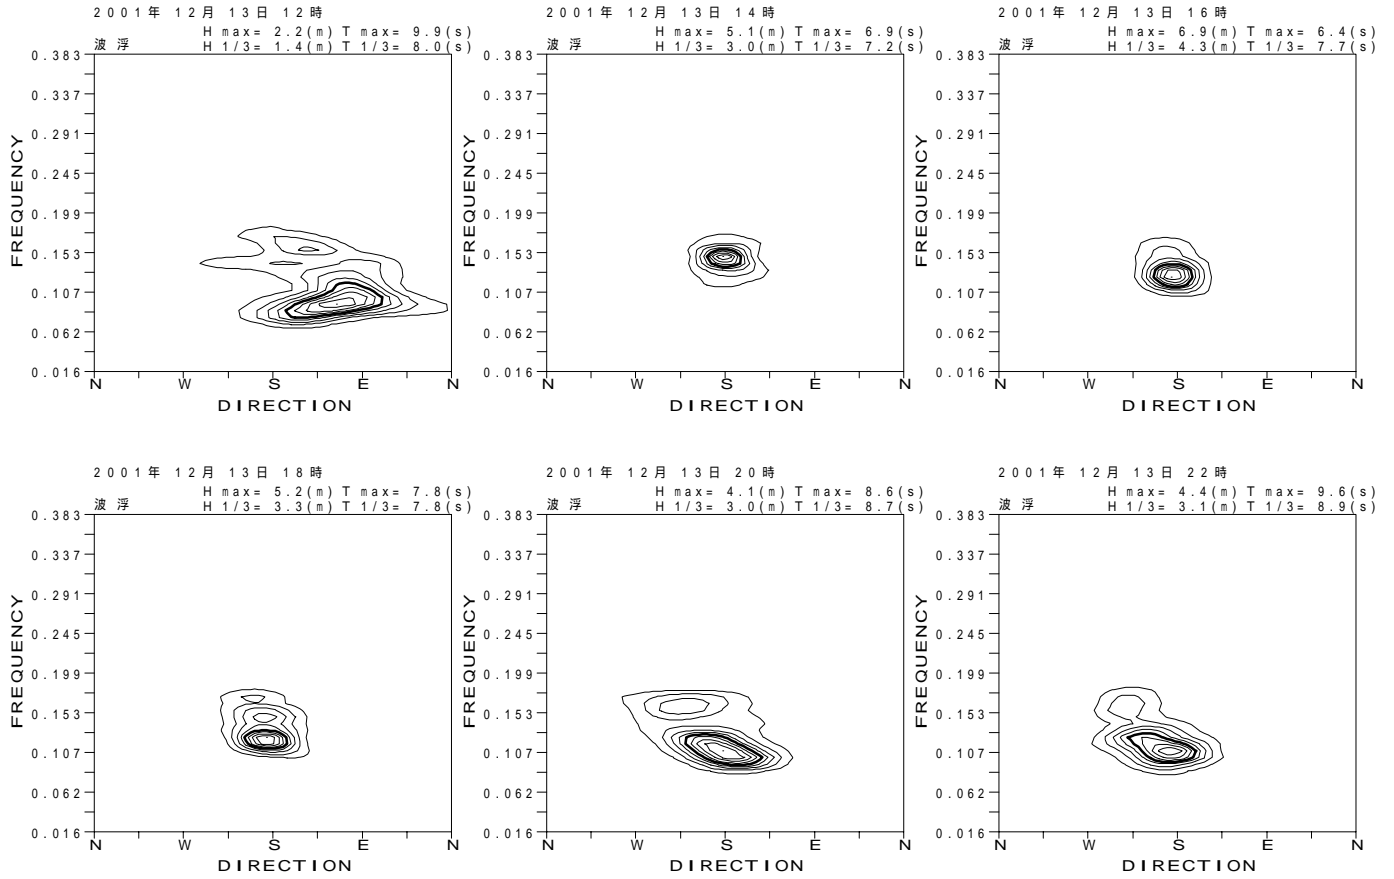 2001年 12月 13日 12時
H max= 2.2(m) T max= 9.9(s)
波浮 H 1/3= 1.4(m) T 1/3= 8.0(s)
0.383
0.337
0.291
0.245
0.199
0.153
0.107
0.062
0.016
FREQUENCY
N W S E N
DIRECTION
2001年 12月 13日 14時
H max= 5.1(m) T max= 6.9(s)
波浮 H 1/3= 3.0(m) T 1/3= 7.2(s)
0.383
0.337
0.291
0.245
0.199
0.153
0.107
0.062
0.016
FREQUENCY
N W S E N
DIRECTION
2001年 12月 13日 16時
H max= 6.9(m) T max= 6.4(s)
波浮 H 1/3= 4.3(m) T 1/3= 7.7(s)
0.383
0.337
0.291
0.245
0.199
0.153
0.107
0.062
0.016
FREQUENCY
N W S E N
DIRECTION
2001年 12月 13日 18時
H max= 5.2(m) T max= 7.8(s)
波浮 H 1/3= 3.3(m) T 1/3= 7.8(s)
0.383
0.337
0.291
0.245
0.199
0.153
0.107
0.062
0.016
FREQUENCY
N W S E N
DIRECTION
2001年 12月 13日 20時
H max= 4.1(m) T max= 8.6(s)
波浮 H 1/3= 3.0(m) T 1/3= 8.7(s)
0.383
0.337
0.291
0.245
0.199
0.153
0.107
0.062
0.016
FREQUENCY
N W S E N
DIRECTION
2001年 12月 13日 22時
H max= 4.4(m) T max= 9.6(s)
波浮 H 1/3= 3.1(m) T 1/3= 8.9(s)
0.383
0.337
0.291
0.245
0.199
0.153
0.107
0.062
0.016
FREQUENCY
N W S E N
DIRECTION